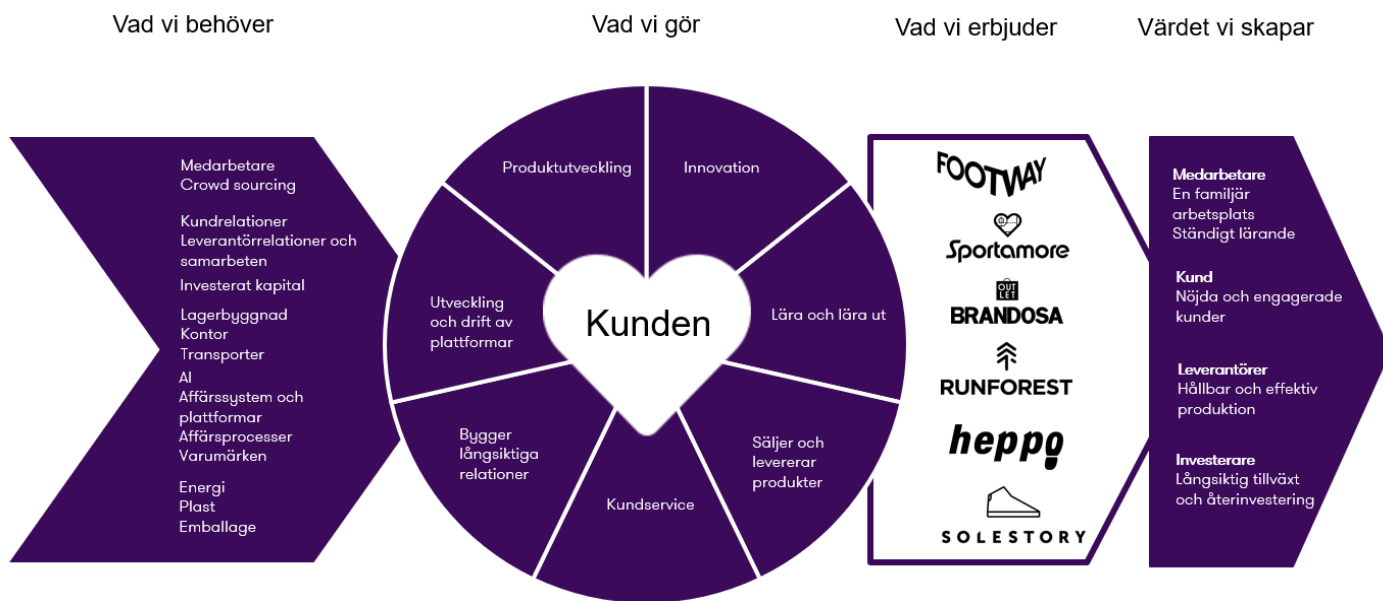 Vad vi behöver
Vad vi gör
Vad vi erbjuder
Värdet vi skapar
Medarbetare
Crowd sourcing
Kundrelationer
Leverantörrelationer och
samarbeten
Investerat kapital
Lagerbyggnad
Kontor
Transporter
AI
Affärssystem och
plattformar
Affärsprocesser
Varumärken
Energi
Plast
Emballage
Produktutveckling
Innovation
Utveckling
och drift av
plattformar
Kunden
Lära och lära ut
Bygger
långsiktiga
relationer
Kundservice
Säljer och
levererar
produkter
FOOTWAY
Sportamore
OUT
LET
BRANDOSA
RUNFOREST
heppo
SOLESTORY
Medarbetare
En familjär
arbetsplats
Ständigt lärande
Kund
Nöjda och engagerade
kunder
Leverantörer
Hållbar och effektiv
produktion
Investerare
Långsiktig tillväxt
och återinvestering